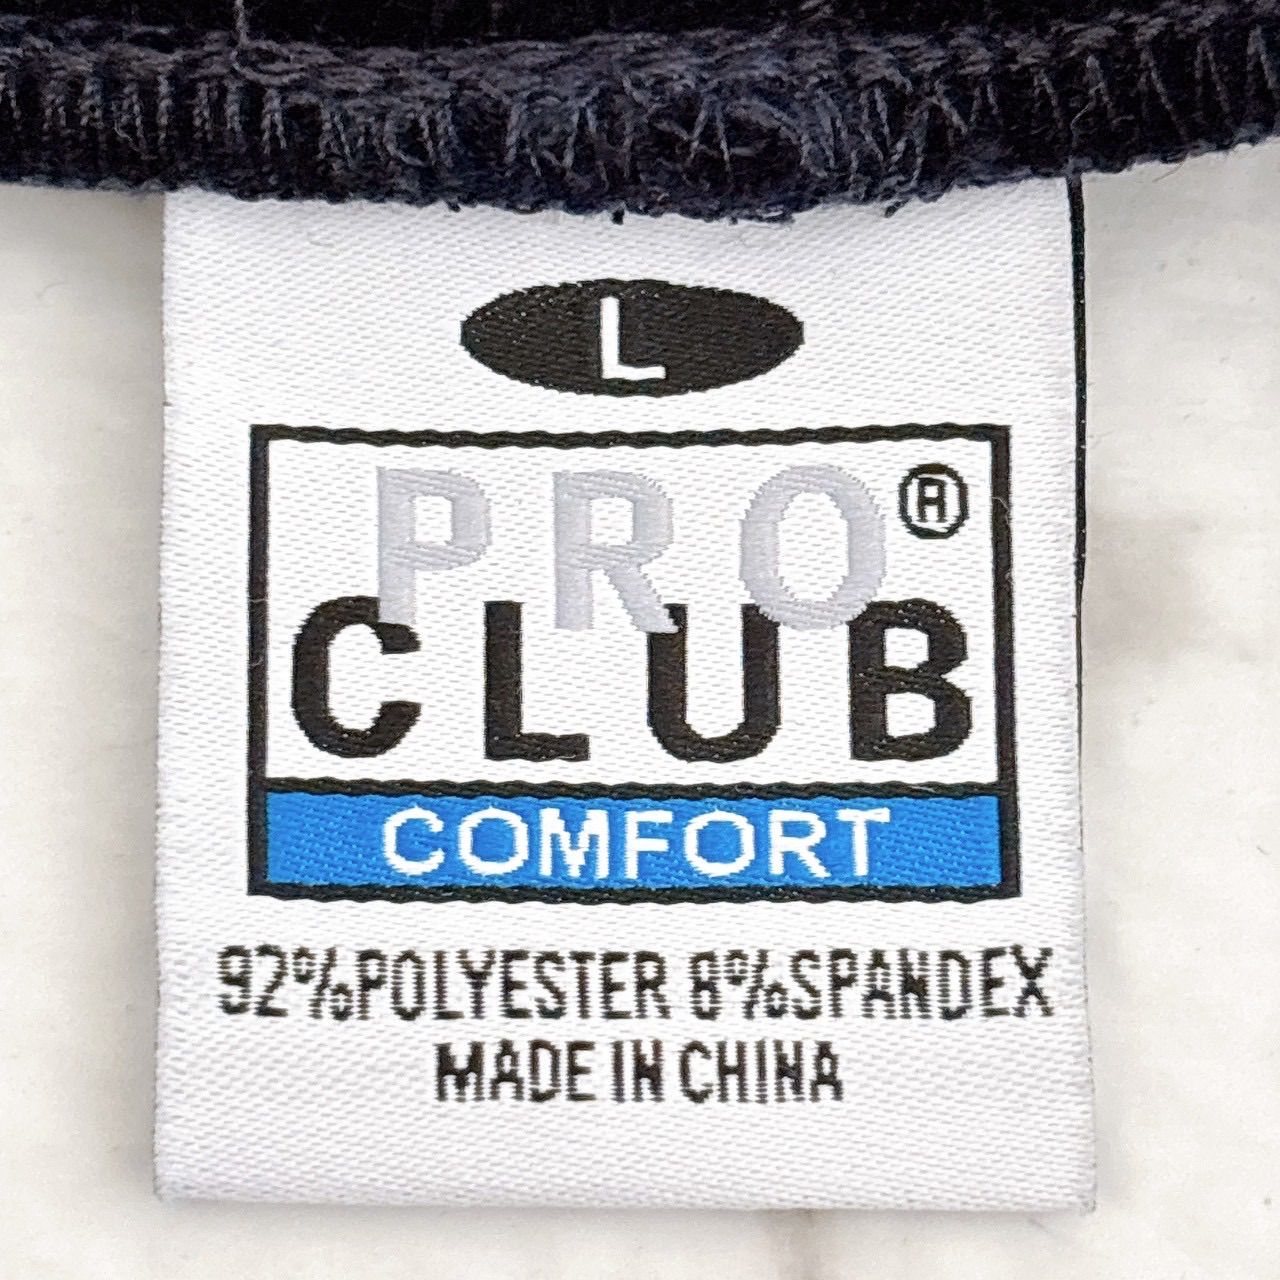 L
PRO ®
CLUB
COMFORT
92%POLYESTER 8%SPANDEX
MADE IN CHINA